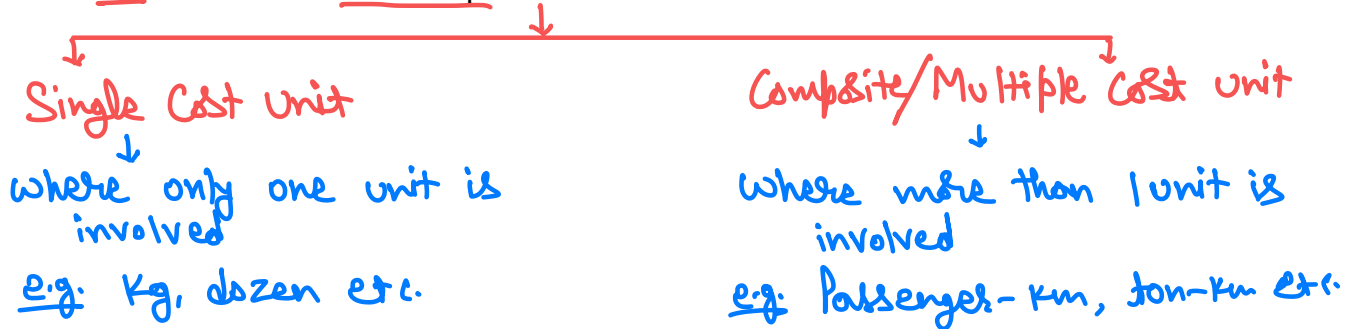 Single Cost Unit
Composite/Multiple Cost Unit
where only one unit is
involved
e.g. Kg, dozen etc.
where more than 1 unit is
involved
e.g. Passenger-Km, ton-Km etc.